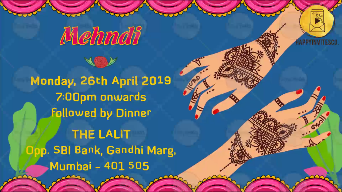 Mehndi
Monday, 26th April 2019
7:00pm onwards
followed by Dinner
THE LALIT
Opp. SBI Bank, Gandhi Marg,
Mumbai - 401 505